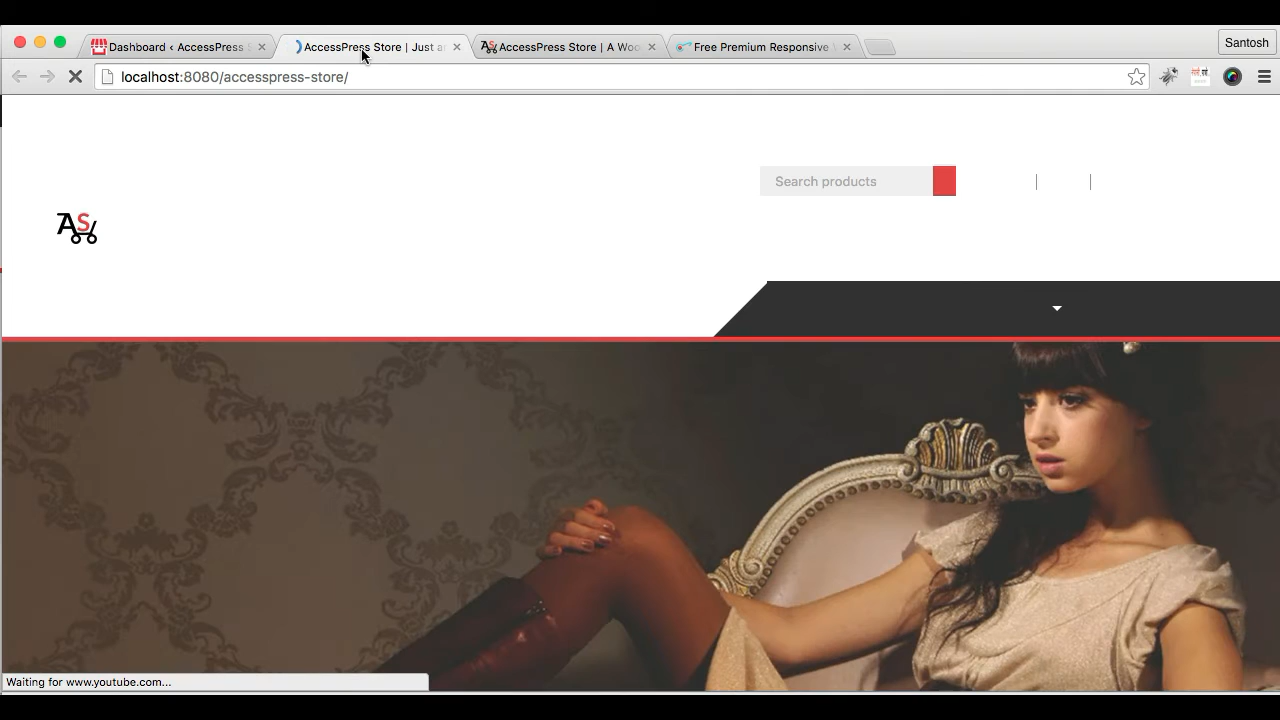 Dashboard ‹ AccessPress
AccessPress Store | Just a
AccessPress Store | A Woo
Free Premium Responsive
Santosh
localhost:8080/accesspress-store/
Search products
AS
Waiting for www.youtube.com...